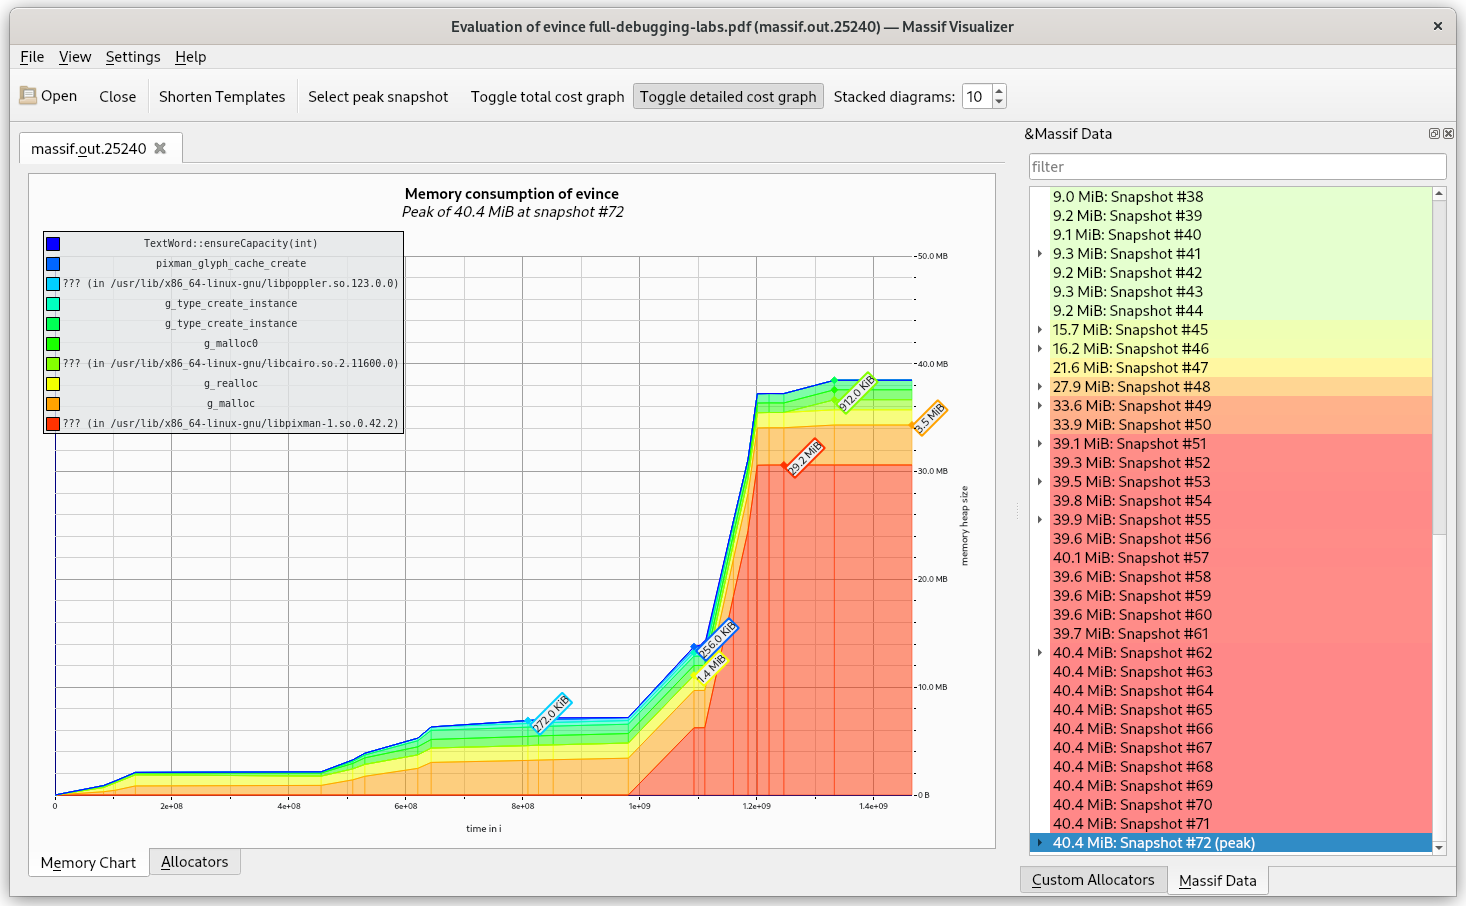 Evaluation of evince full-debugging-labs.pdf (massif.out.25240) — Massif Visualizer
File View Settings Help
Open Close Shorten Templates Select peak snapshot Toggle total cost graph Toggle detailed cost graph Stacked diagrams: 10
massif.out.25240
Memory consumption of evince
Peak of 40.4 MiB at snapshot #72
TextWord::ensureCapacity(int)
pixman_glyph_cache_create
??? (in /usr/lib/x86_64-linux-gnu/libpoppler.so.123.0.0)
g_type_create_instance
g_type_create_instance
g_malloc0
??? (in /usr/lib/x86_64-linux-gnu/libcairo.so.2.11600.0)
g_realloc
g_malloc
??? (in /usr/lib/x86_64-linux-gnu/libpixman-1.so.0.42.2)
50.0 MB
40.0 MB
30.0 MB
20.0 MB
10.0 MB
0 B
memory heap size
912.0 KiB
3.5 MiB
29.2 MiB
256.0 KiB
1.4 MiB
272.0 KiB
0 2e+08 4e+08 6e+08 8e+08 1e+09 1.2e+09 1.4e+09
time in i
Memory Chart Allocators
&Massif Data
filter
9.0 MiB: Snapshot #38
9.2 MiB: Snapshot #39
9.1 MiB: Snapshot #40
9.3 MiB: Snapshot #41
9.2 MiB: Snapshot #42
9.3 MiB: Snapshot #43
9.2 MiB: Snapshot #44
15.7 MiB: Snapshot #45
16.2 MiB: Snapshot #46
21.6 MiB: Snapshot #47
27.9 MiB: Snapshot #48
33.6 MiB: Snapshot #49
33.9 MiB: Snapshot #50
39.1 MiB: Snapshot #51
39.3 MiB: Snapshot #52
39.5 MiB: Snapshot #53
39.8 MiB: Snapshot #54
39.9 MiB: Snapshot #55
39.6 MiB: Snapshot #56
40.1 MiB: Snapshot #57
39.6 MiB: Snapshot #58
39.6 MiB: Snapshot #59
39.6 MiB: Snapshot #60
39.7 MiB: Snapshot #61
40.4 MiB: Snapshot #62
40.4 MiB: Snapshot #63
40.4 MiB: Snapshot #64
40.4 MiB: Snapshot #65
40.4 MiB: Snapshot #66
40.4 MiB: Snapshot #67
40.4 MiB: Snapshot #68
40.4 MiB: Snapshot #69
40.4 MiB: Snapshot #70
40.4 MiB: Snapshot #71
40.4 MiB: Snapshot #72 (peak)
Custom Allocators Massif Data